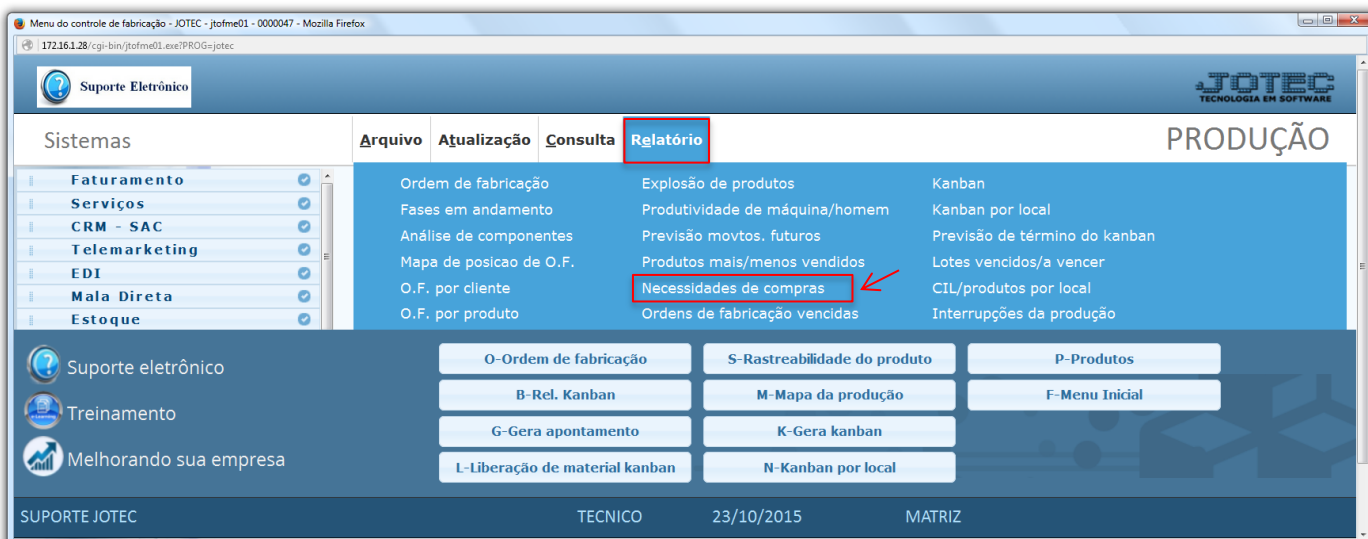 Menu do controle de fabricação - JOTEC - jtofme01 - 0000047 - Mozilla Firefox
172.16.1.28/cgi-bin/jtofme01.exe?PROG=jotec
Suporte Eletrônico
JOTEC
TECNOLOGIA EM SOFTWARE
Sistemas
Arquivo Atualização Consulta Relatório
PRODUÇÃO
Faturamento
Serviços
CRM - SAC
Telemarketing
EDI
Mala Direta
Estoque
Ordem de fabricação
Fases em andamento
Análise de componentes
Mapa de posicao de O.F.
O.F. por cliente
O.F. por produto
Explosão de produtos
Produtividade de máquina/homem
Previsão movtos. futuros
Produtos mais/menos vendidos
Necessidades de compras
Ordens de fabricação vencidas
Kanban
Kanban por local
Previsão de término do kanban
Lotes vencidos/a vencer
CIL/produtos por local
Interrupções da produção
Suporte eletrônico
Treinamento
Melhorando sua empresa
O-Ordem de fabricação S-Rastreabilidade do produto P-Produtos
B-Rel. Kanban M-Mapa da produção F-Menu Inicial
G-Gera apontamento K-Gera kanban
L-Liberação de material kanban N-Kanban por local
SUPORTE JOTEC TECNICO 23/10/2015 MATRIZ